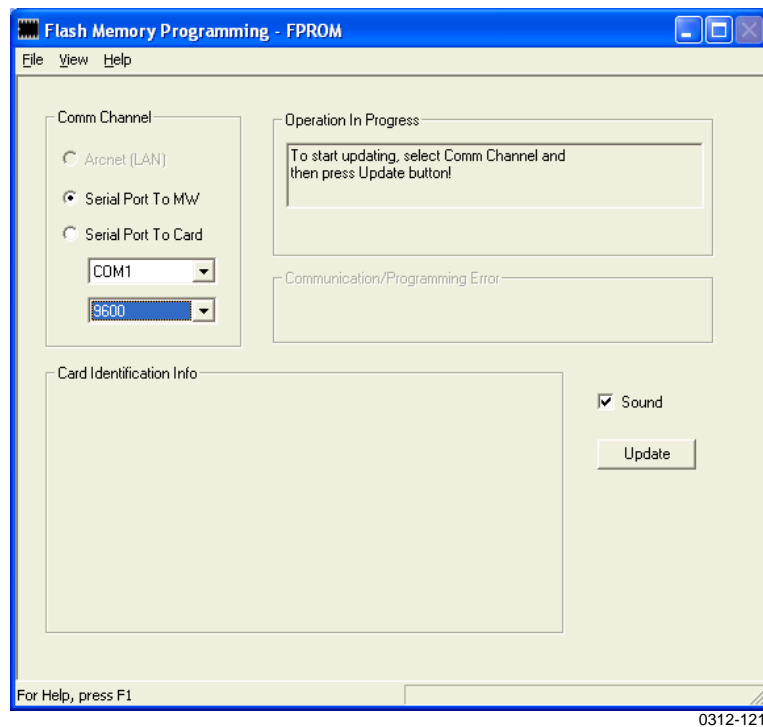 Flash Memory Programming - FPROM
File View Help
Comm Channel
Arcnet (LAN)
Serial Port To MW
Serial Port To Card
COM1
9600
Operation In Progress
To start updating, select Comm Channel and
then press Update button!
Communication/Programming Error
Card Identification Info
Sound
Update
For Help, press F1
0312-121